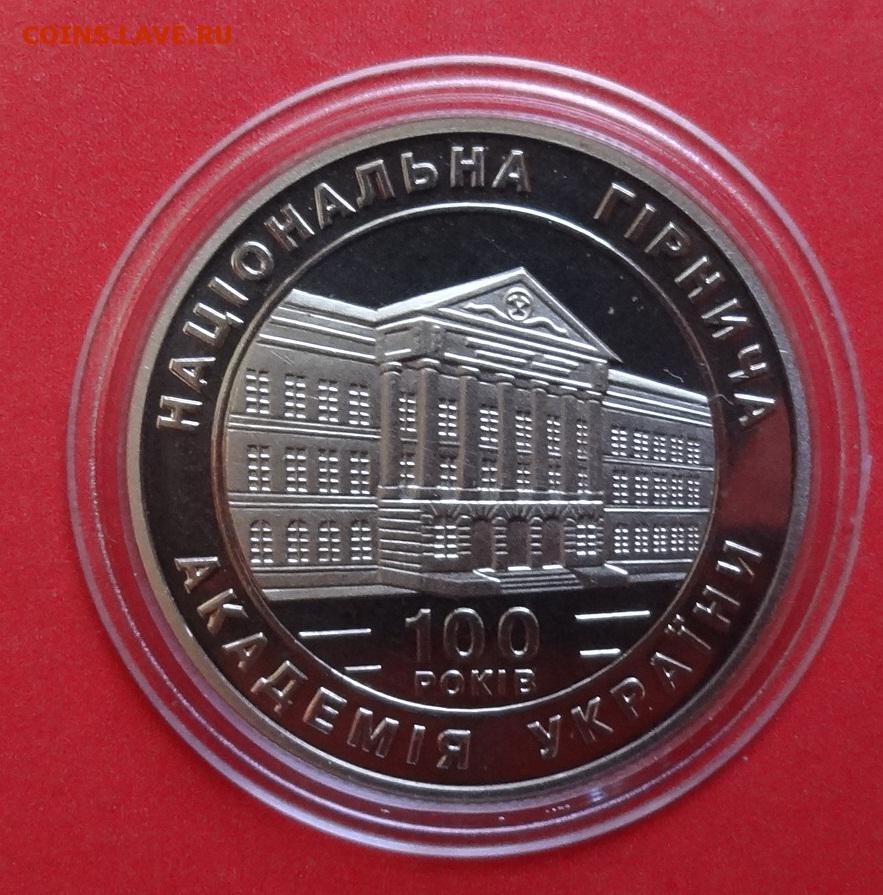 COINS.LAVE.RU
НАЦІОНАЛЬНА ГІРНИЧА
АКАДЕМІЯ УКРАЇНИ
100
РОКІВ